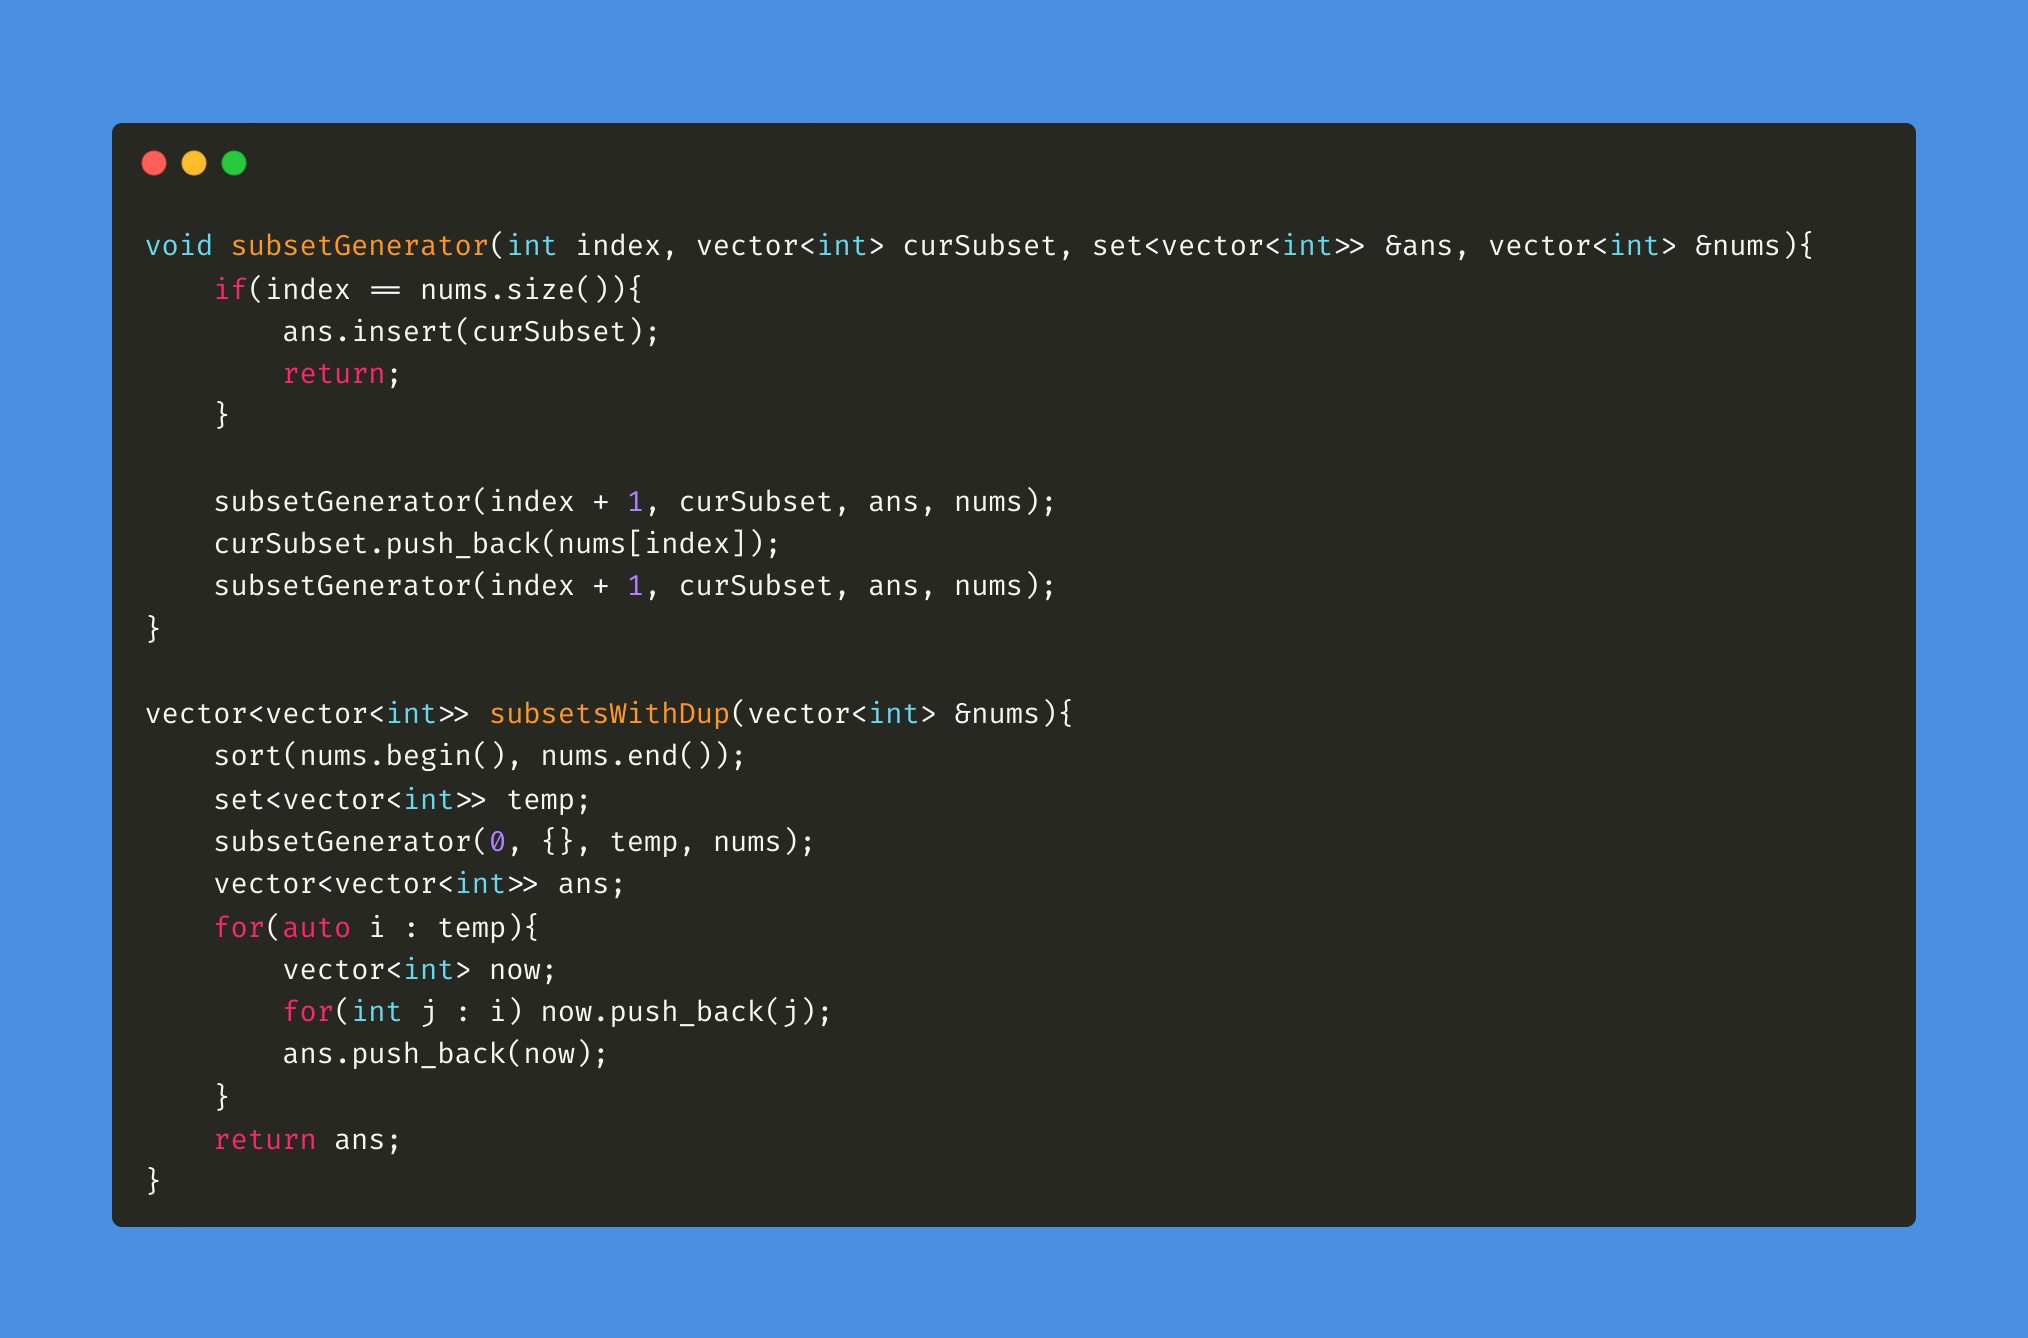 void subsetGenerator(int index, vector<int> curSubset, set<vector<int>> &ans, vector<int> &nums){
    if(index == nums.size()){
        ans.insert(curSubset);
        return;
    }

    subsetGenerator(index + 1, curSubset, ans, nums);
    curSubset.push_back(nums[index]);
    subsetGenerator(index + 1, curSubset, ans, nums);
}

vector<vector<int>> subsetsWithDup(vector<int> &nums){
    sort(nums.begin(), nums.end());
    set<vector<int>> temp;
    subsetGenerator(0, {}, temp, nums);
    vector<vector<int>> ans;
    for(auto i : temp){
        vector<int> now;
        for(int j : i) now.push_back(j);
        ans.push_back(now);
    }
    return ans;
}